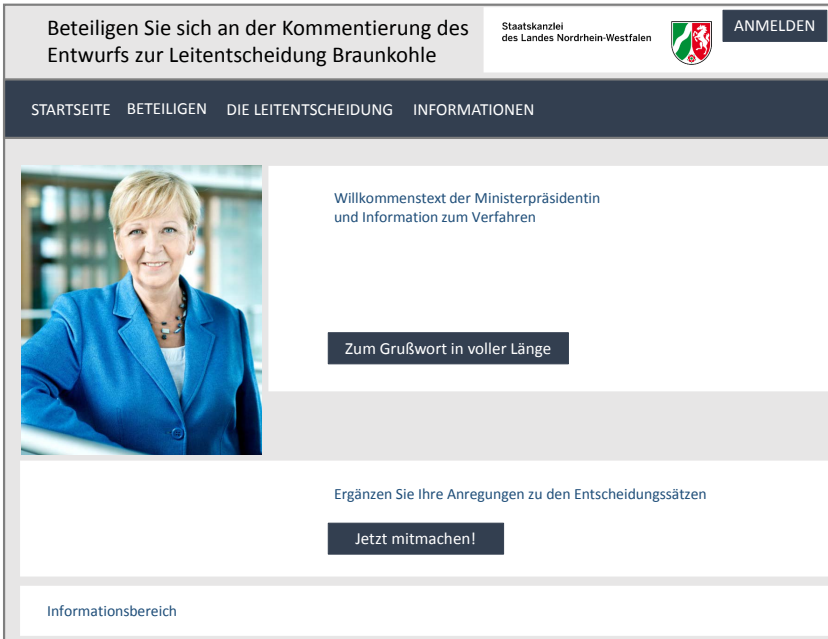 Beteiligen Sie sich an der Kommentierung des
Entwurfs zur Leitentscheidung Braunkohle
Staatskanzlei
des Landes Nordrhein-Westfalen
ANMELDEN
STARTSEITE BETEILIGEN DIE LEITENTSCHEIDUNG INFORMATIONEN
Willkommenstext der Ministerpräsidentin
und Information zum Verfahren
Zum Grußwort in voller Länge
Ergänzen Sie Ihre Anregungen zu den Entscheidungssätzen
Jetzt mitmachen!
Informationsbereich